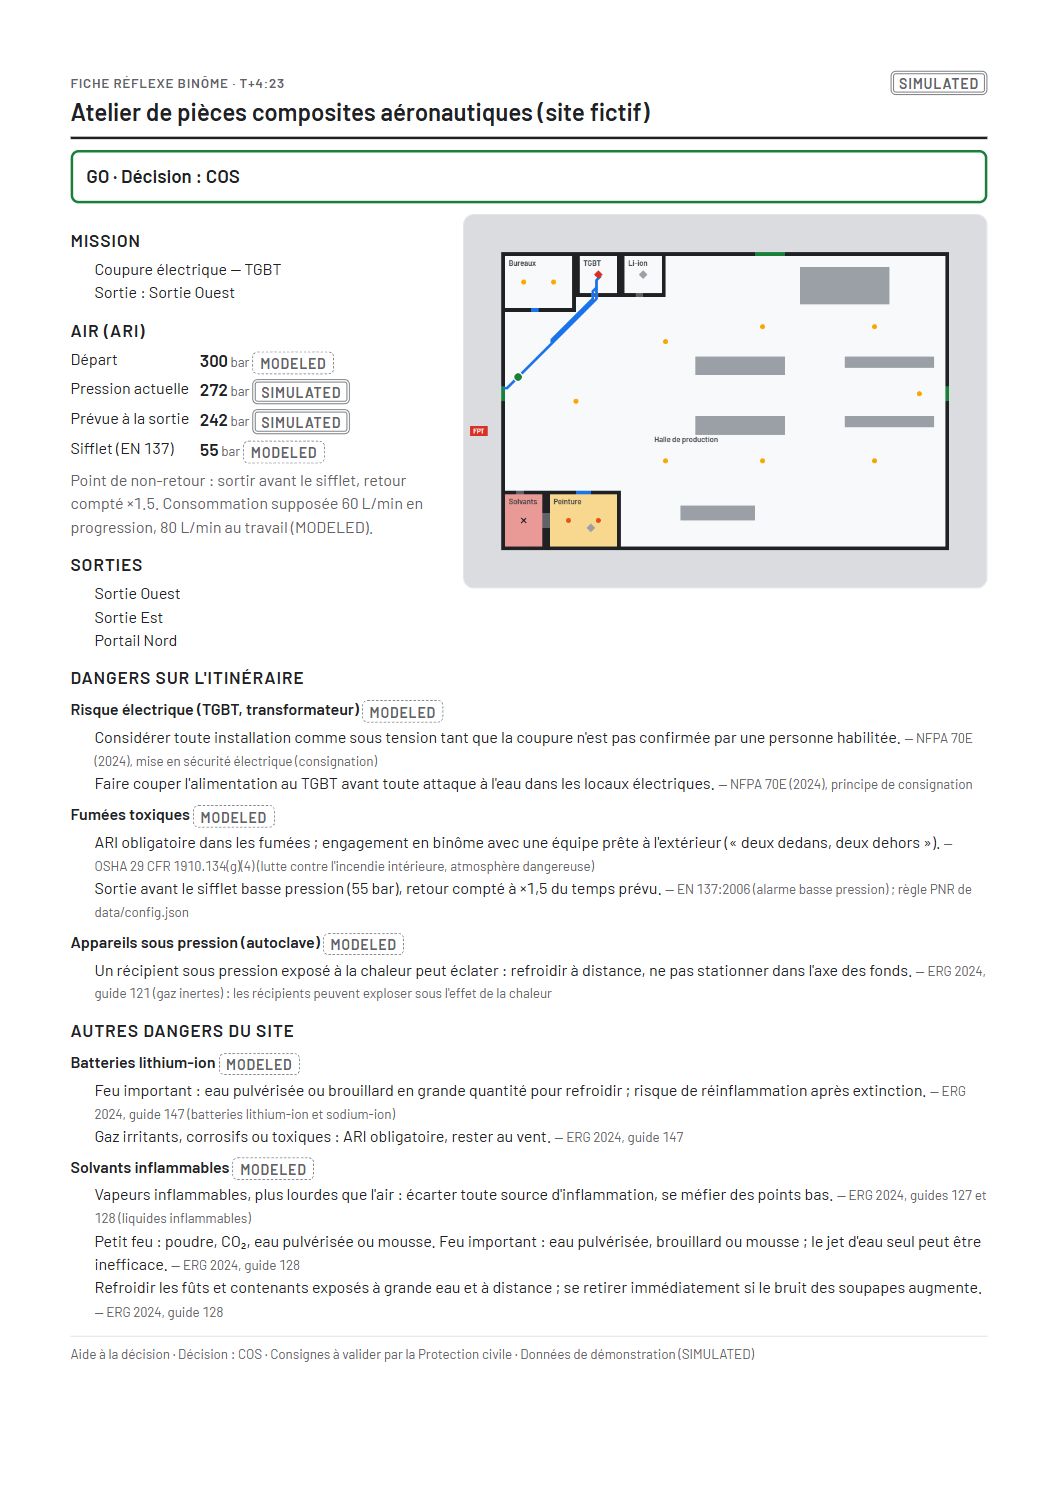 FICHE RÉFLEXE BINÔME · T+4:23
SIMULATED
Atelier de pièces composites aéronautiques (site fictif)
GO · Décision : COS
MISSION
Coupure électrique — TGBT
Sortie : Sortie Ouest
AIR (ARI)
Départ 300 bar MODELED
Pression actuelle 272 bar SIMULATED
Prévue à la sortie 242 bar SIMULATED
Sifflet (EN 137) 55 bar MODELED
Point de non-retour : sortir avant le sifflet, retour
compté ×1.5. Consommation supposée 60 L/min en
progression, 80 L/min au travail (MODELED).
SORTIES
Sortie Ouest
Sortie Est
Portail Nord
Bureaux
TGBT
Li-ion
FPT
Halle de production
Solvants
Peinture
DANGERS SUR L'ITINÉRAIRE
Risque électrique (TGBT, transformateur) MODELED
Considérer toute installation comme sous tension tant que la coupure n'est pas confirmée par une personne habilitée. — NFPA 70E
(2024), mise en sécurité électrique (consignation)
Faire couper l'alimentation au TGBT avant toute attaque à l'eau dans les locaux électriques. — NFPA 70E (2024), principe de consignation
Fumées toxiques MODELED
ARI obligatoire dans les fumées ; engagement en binôme avec une équipe prête à l'extérieur (« deux dedans, deux dehors »). —
OSHA 29 CFR 1910.134(g)(4) (lutte contre l'incendie intérieure, atmosphère dangereuse)
Sortie avant le sifflet basse pression (55 bar), retour compté à ×1,5 du temps prévu. — EN 137:2006 (alarme basse pression) ; règle PNR de
data/config.json
Appareils sous pression (autoclave) MODELED
Un récipient sous pression exposé à la chaleur peut éclater : refroidir à distance, ne pas stationner dans l'axe des fonds. — ERG 2024,
guide 121 (gaz inertes) : les récipients peuvent exploser sous l'effet de la chaleur
AUTRES DANGERS DU SITE
Batteries lithium-ion MODELED
Feu important : eau pulvérisée ou brouillard en grande quantité pour refroidir ; risque de réinflammation après extinction. — ERG
2024, guide 147 (batteries lithium-ion et sodium-ion)
Gaz irritants, corrosifs ou toxiques : ARI obligatoire, rester au vent. — ERG 2024, guide 147
Solvants inflammables MODELED
Vapeurs inflammables, plus lourdes que l'air : écarter toute source d'inflammation, se méfier des points bas. — ERG 2024, guides 127 et
128 (liquides inflammables)
Petit feu : poudre, CO₂, eau pulvérisée ou mousse. Feu important : eau pulvérisée, brouillard ou mousse ; le jet d'eau seul peut être
inefficace. — ERG 2024, guide 128
Refroidir les fûts et contenants exposés à grande eau et à distance ; se retirer immédiatement si le bruit des soupapes augmente.
— ERG 2024, guide 128
Aide à la décision · Décision : COS · Consignes à valider par la Protection civile · Données de démonstration (SIMULATED)